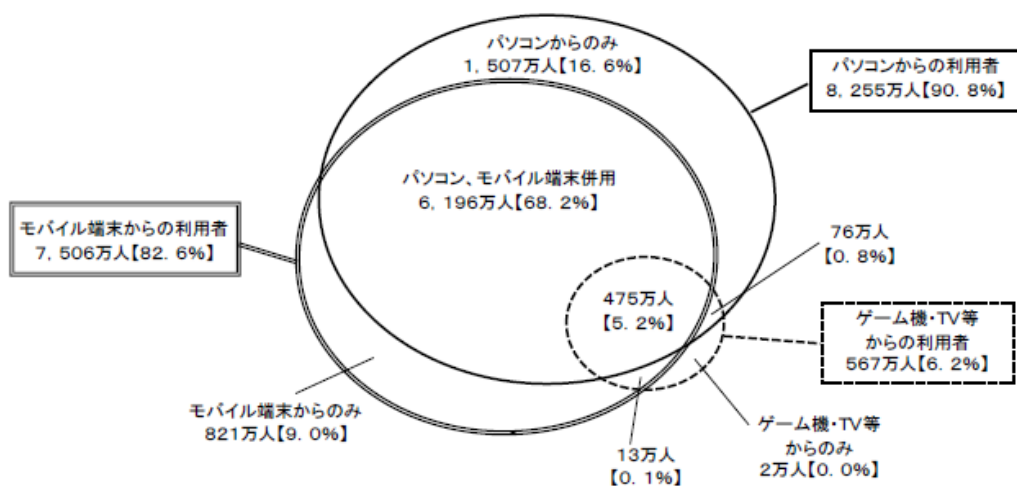 パソコンからのみ
1, 507万人【16. 6%】
パソコンからの利用者
8, 255万人【90. 8%】
パソコン、モバイル端末併用
6, 196万人【68. 2%】
モバイル端末からの利用者
7, 506万人【82. 6%】
76万人
【0. 8%】
475万人
【5. 2%】
ゲーム機・TV等
からの利用者
567万人【6. 2%】
モバイル端末からのみ
821万人【9. 0%】
13万人
【0. 1%】
ゲーム機・TV等
からのみ
2万人【0. 0%】